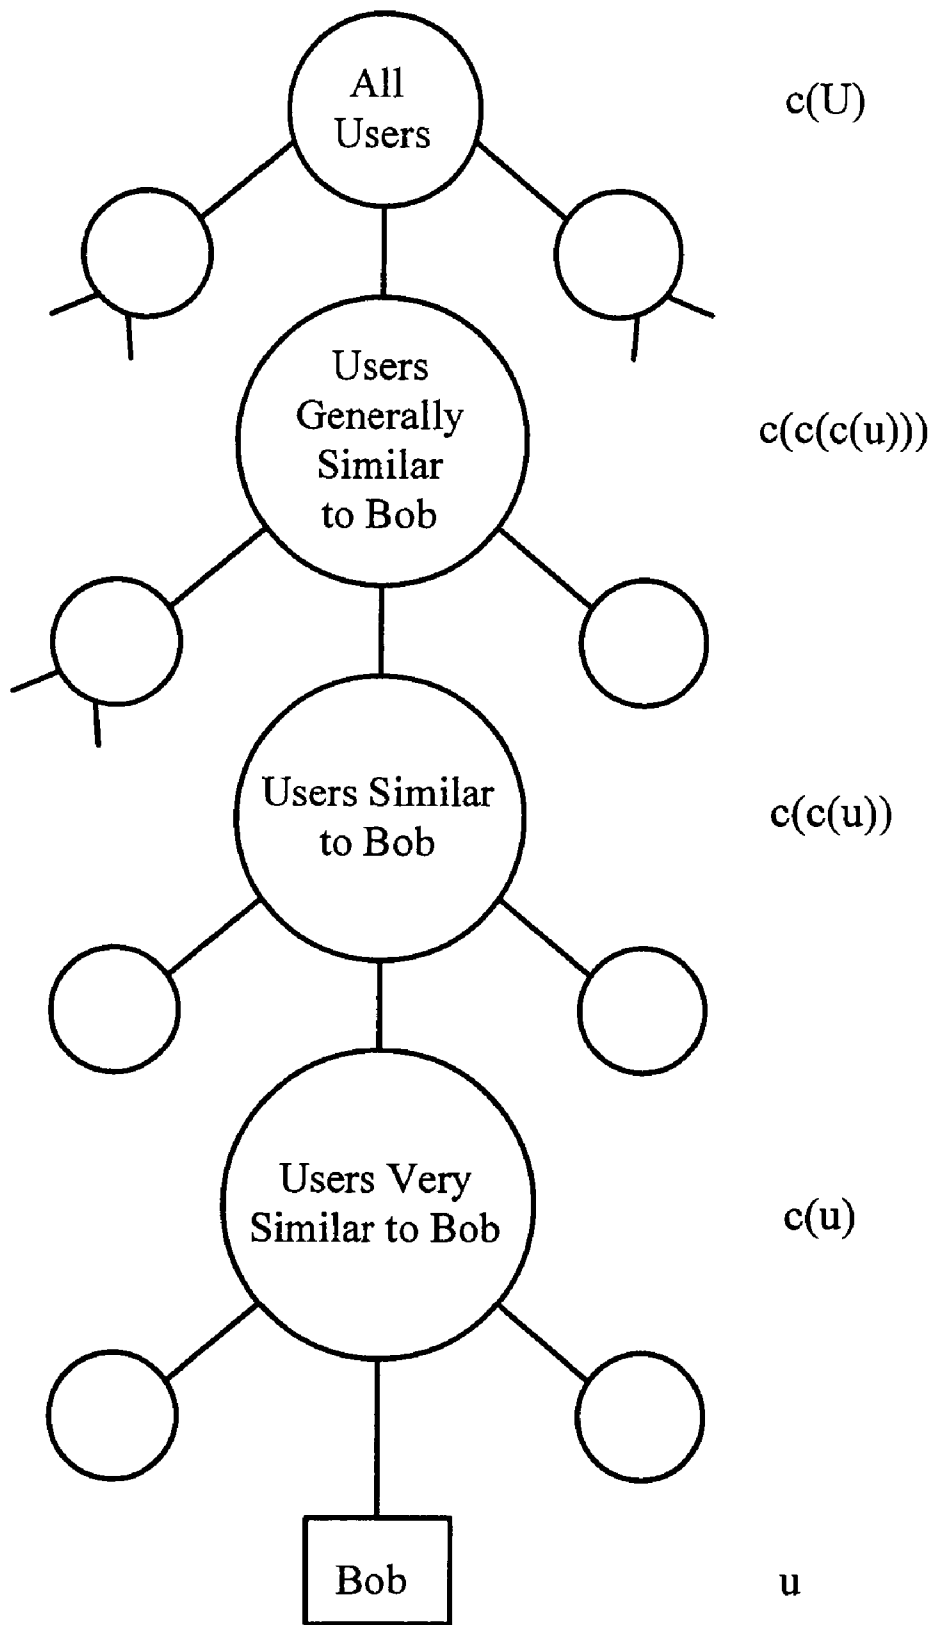 All
Users
c(U)
Users
Generally
Similar
to Bob
c(c(c(u)))
Users Similar
to Bob
c(c(u))
Users Very
Similar to Bob
c(u)
Bob
u